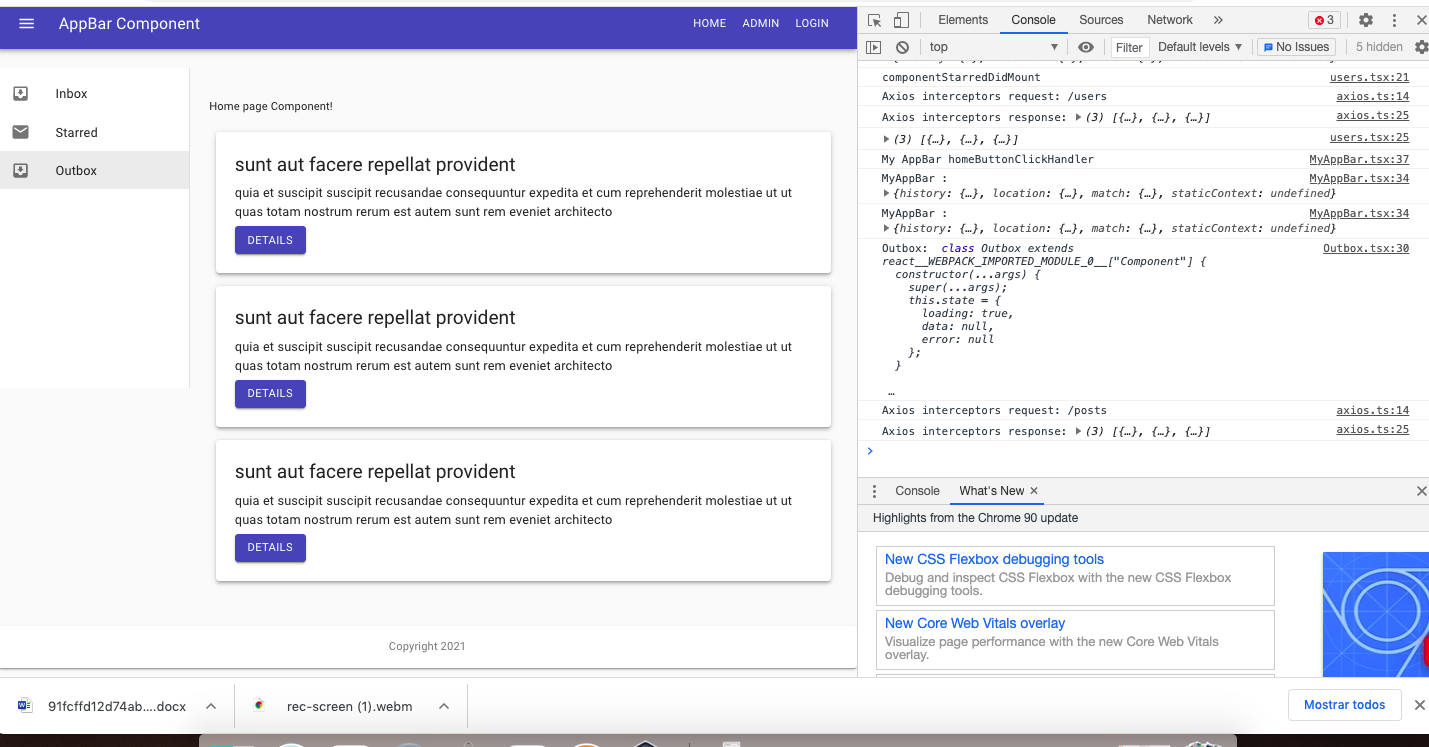 AppBar Component
HOME
ADMIN
LOGIN
Inbox
Starred
Outbox
Home page Component!
sunt aut facere repellat provident
quia et suscipit suscipit recusandae consequuntur expedita et cum reprehenderit molestiae ut ut
quas totam nostrum rerum est autem sunt rem eveniet architecto
DETAILS
sunt aut facere repellat provident
quia et suscipit suscipit recusandae consequuntur expedita et cum reprehenderit molestiae ut ut
quas totam nostrum rerum est autem sunt rem eveniet architecto
DETAILS
sunt aut facere repellat provident
quia et suscipit suscipit recusandae consequuntur expedita et cum reprehenderit molestiae ut ut
quas totam nostrum rerum est autem sunt rem eveniet architecto
DETAILS
Copyright 2021
Elements Console Sources Network » 3
top Filter Default levels ▼ No Issues 5 hidden
componentStarredDidMount users.tsx:21
Axios interceptors request: /users axios.ts:14
Axios interceptors response: (3) [{…}, {…}, {…}] axios.ts:25
(3) [{…}, {…}, {…}] users.tsx:25
My AppBar homeButtonClickHandler MyAppBar.tsx:37
MyAppBar : MyAppBar.tsx:34
{history: {…}, location: {…}, match: {…}, staticContext: undefined}
MyAppBar : MyAppBar.tsx:34
{history: {…}, location: {…}, match: {…}, staticContext: undefined}
Outbox: class Outbox extends Outbox.tsx:30
react__WEBPACK_IMPORTED_MODULE_0__["Component"] {
constructor(...args) {
super(...args);
this.state = {
loading: true,
data: null,
error: null
};
}
…
Axios interceptors request: /posts axios.ts:14
Axios interceptors response: (3) [{…}, {…}, {…}] axios.ts:25
Console What's New
Highlights from the Chrome 90 update
New CSS Flexbox debugging tools
Debug and inspect CSS Flexbox with the new CSS Flexbox
debugging tools.
New Core Web Vitals overlay
Visualize page performance with the new Core Web Vitals
overlay.
91fcffd12d74ab....docx
rec-screen (1).webm
Mostrar todos